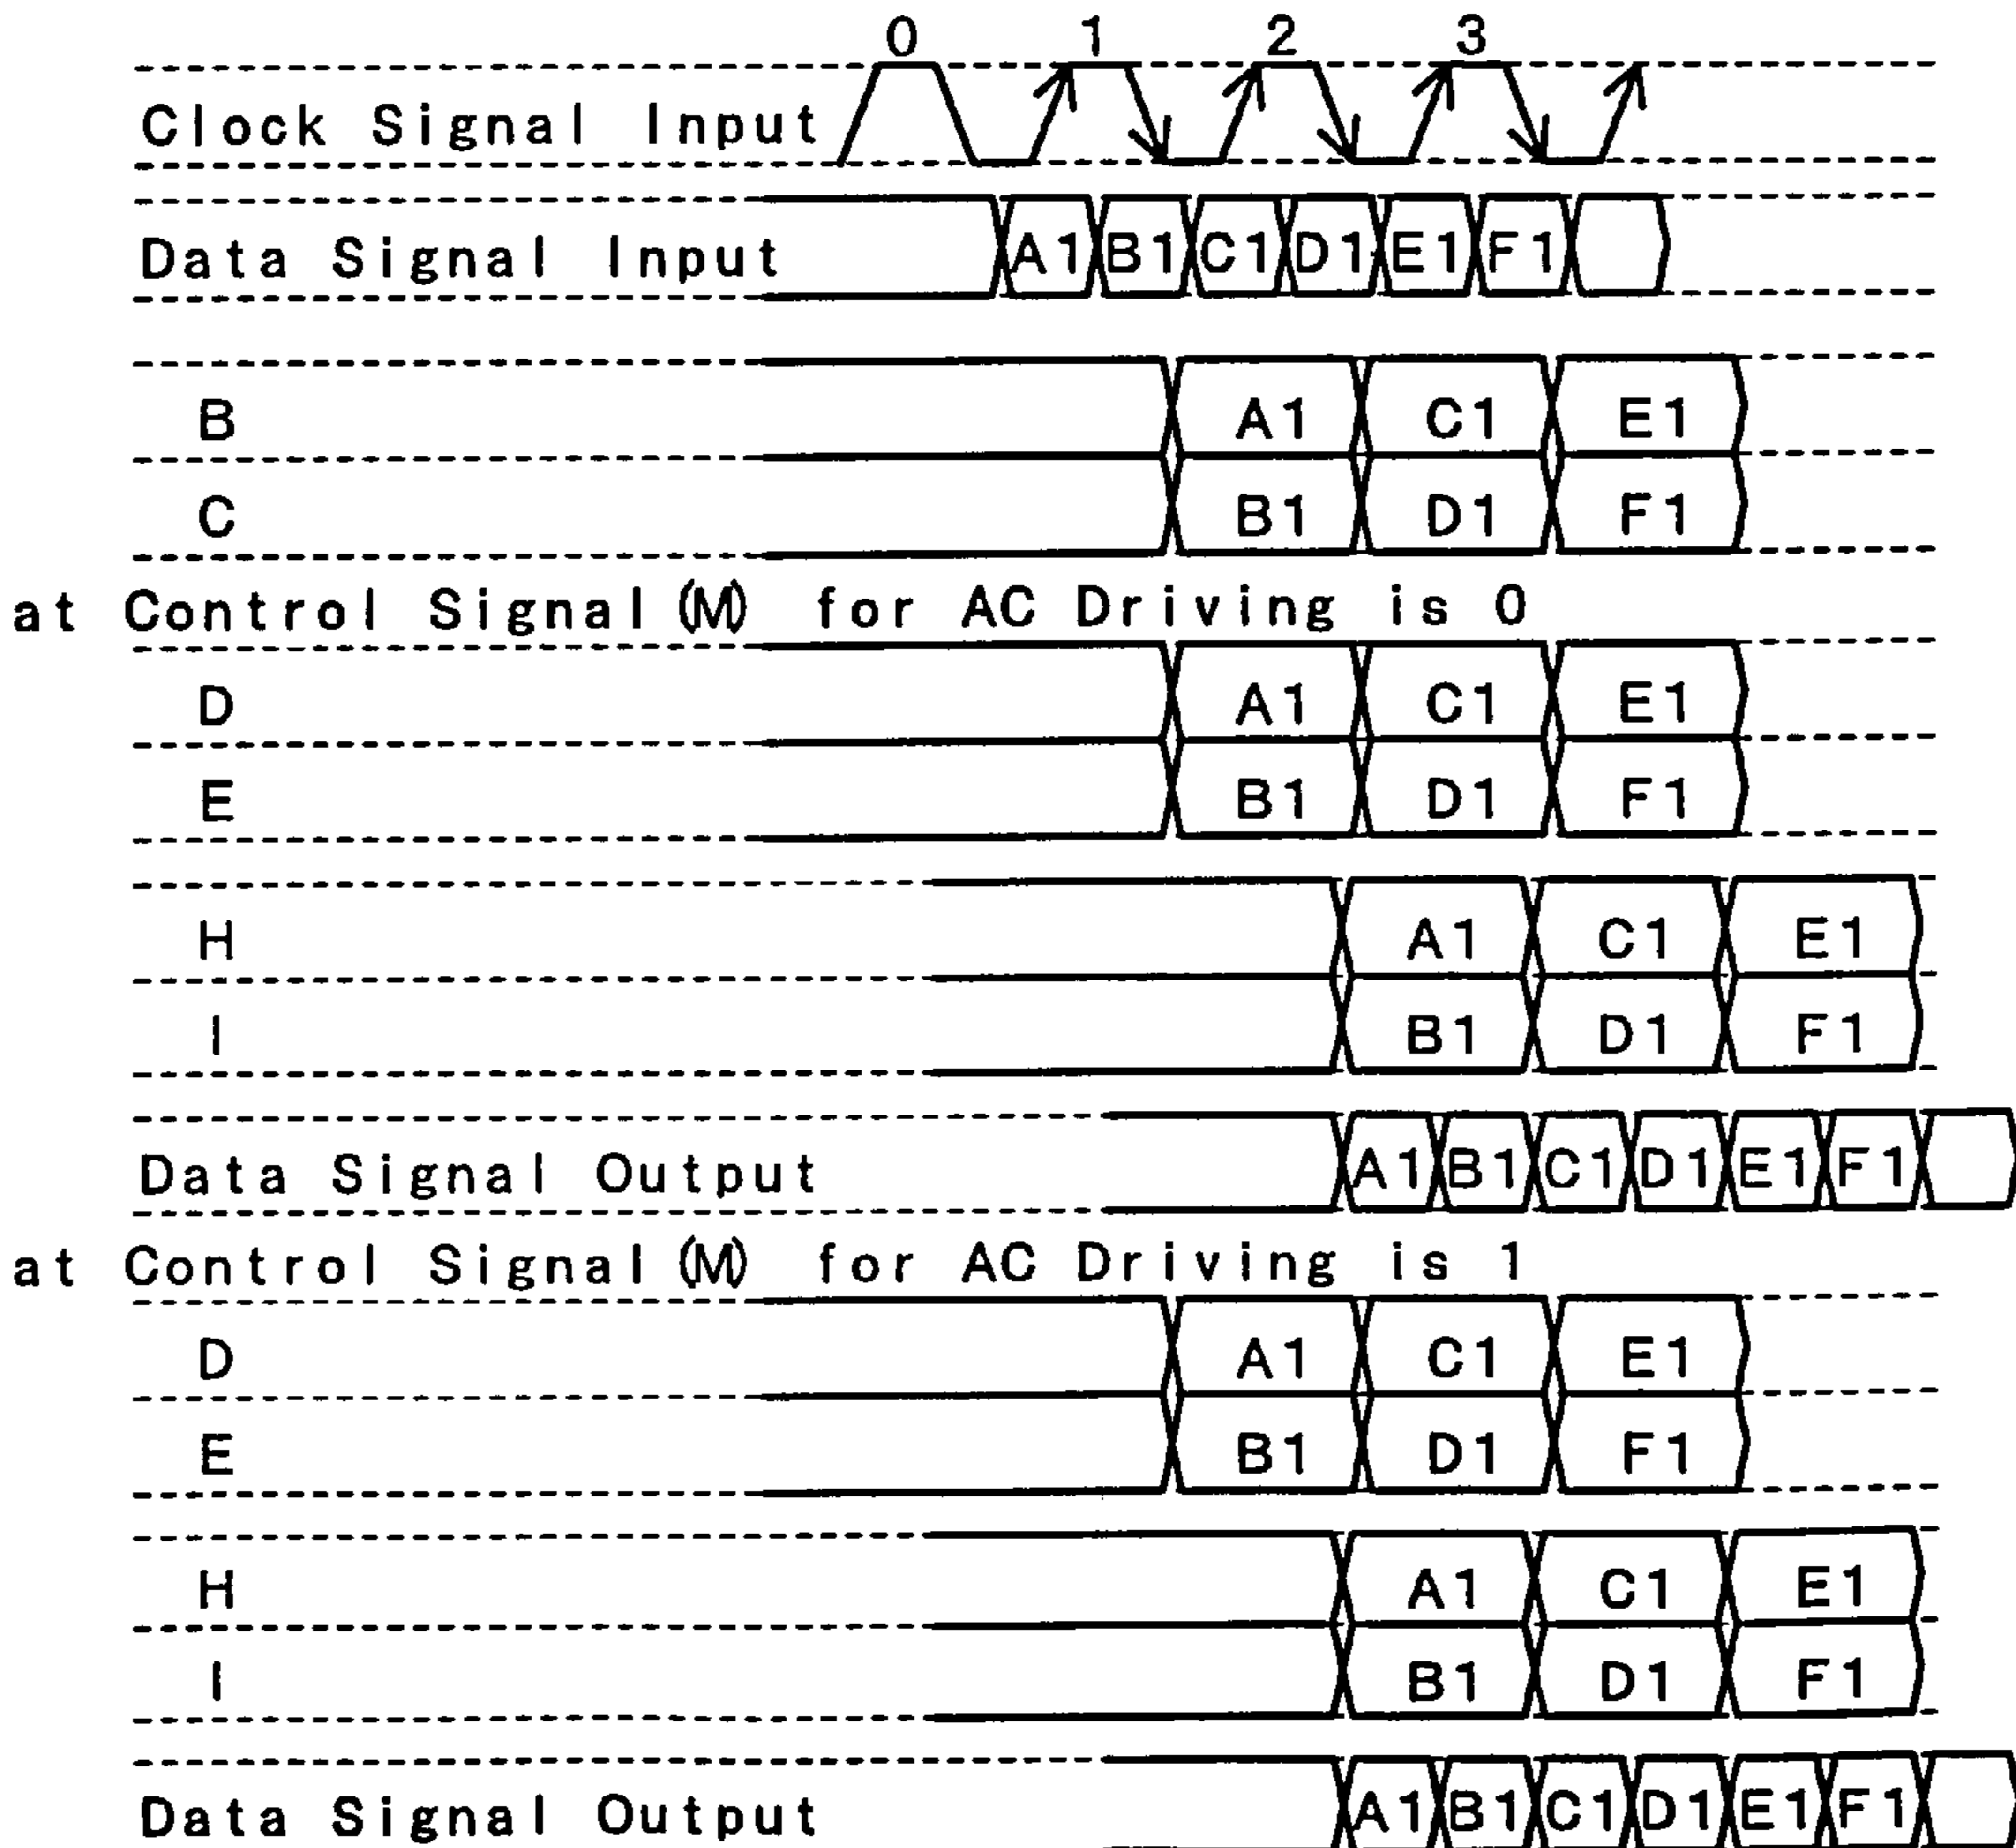 0 1 2 3
Clock Signal Input
Data Signal Input A1 B1 C1 D1 E1 F1
B A1 C1 E1
C B1 D1 F1
at Control Signal(M) for AC Driving is 0
D A1 C1 E1
E B1 D1 F1
H A1 C1 E1
I B1 D1 F1
Data Signal Output A1 B1 C1 D1 E1 F1
at Control Signal(M) for AC Driving is 1
D A1 C1 E1
E B1 D1 F1
H A1 C1 E1
I B1 D1 F1
Data Signal Output A1 B1 C1 D1 E1 F1